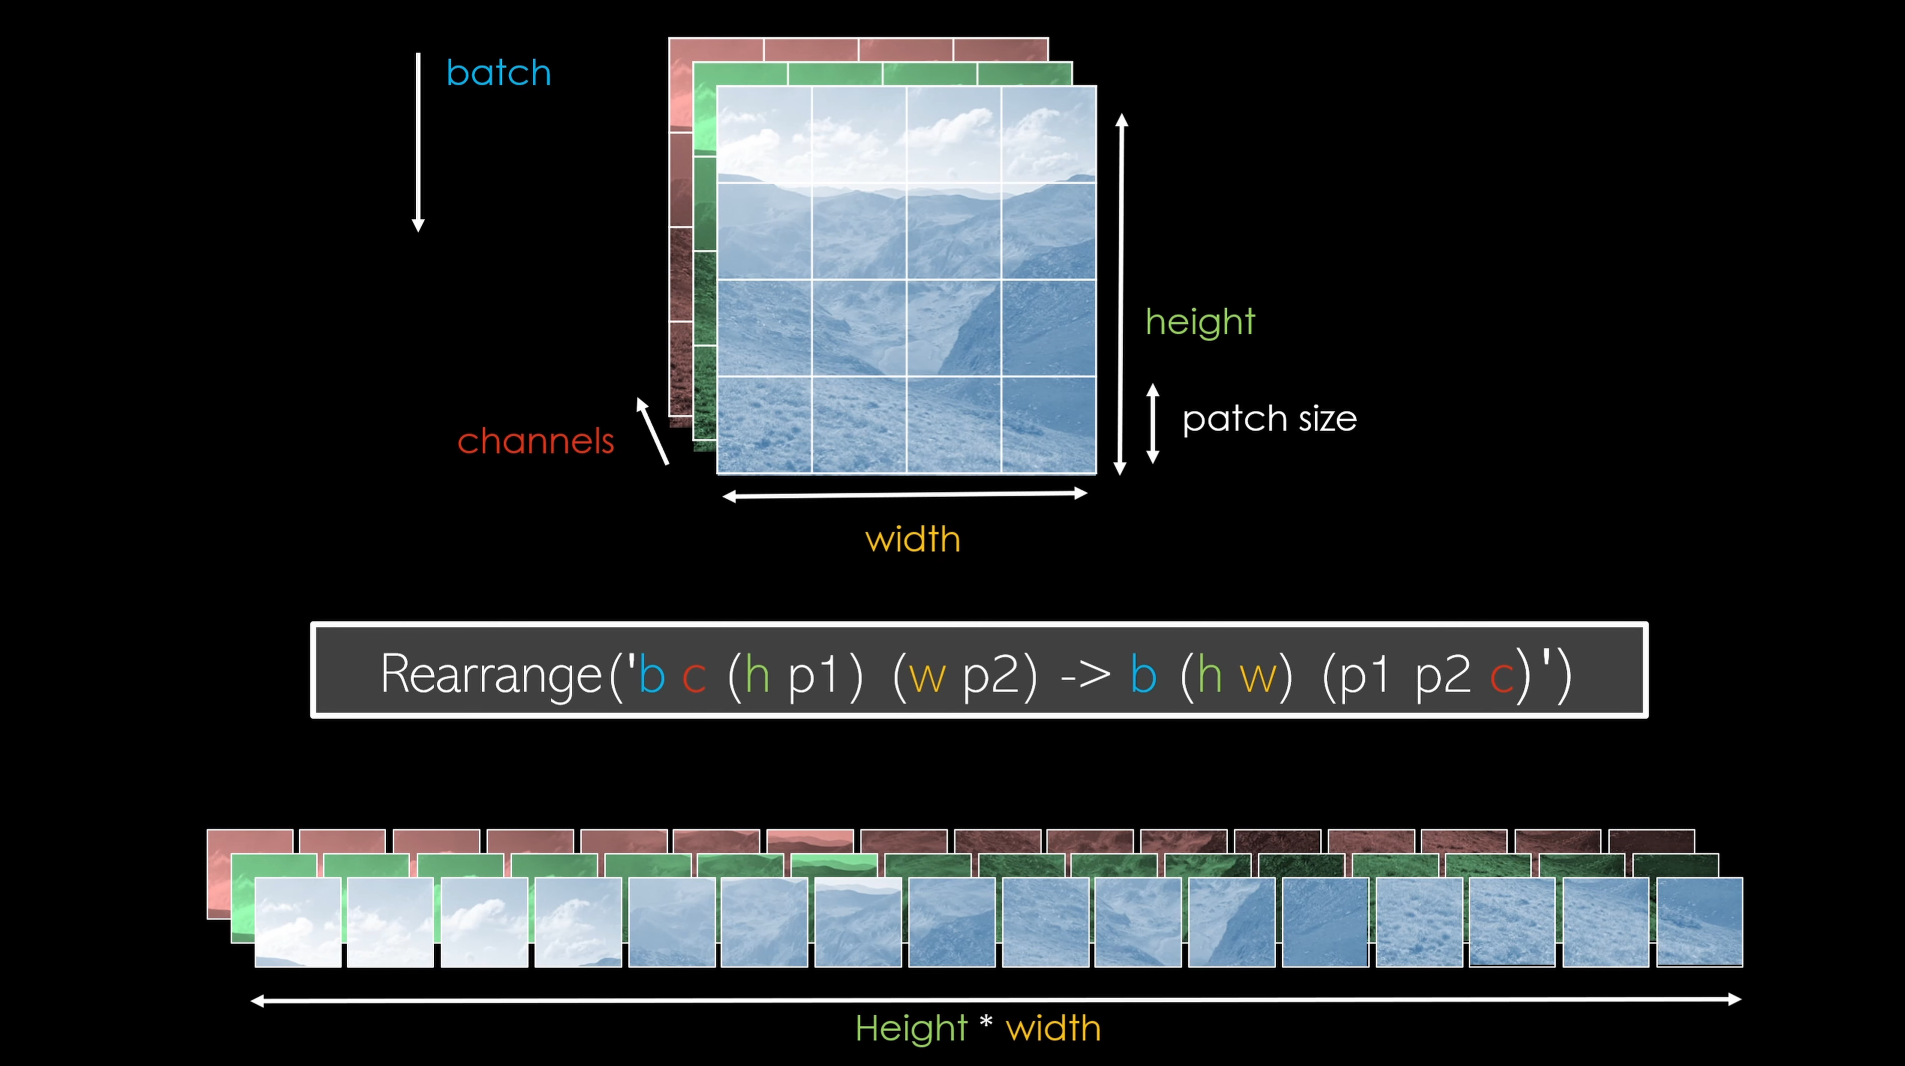 batch
height
patch size
channels
width
Rearrange('b c (h p1) (w p2) -> b (h w) (p1 p2 c)')
Height * width